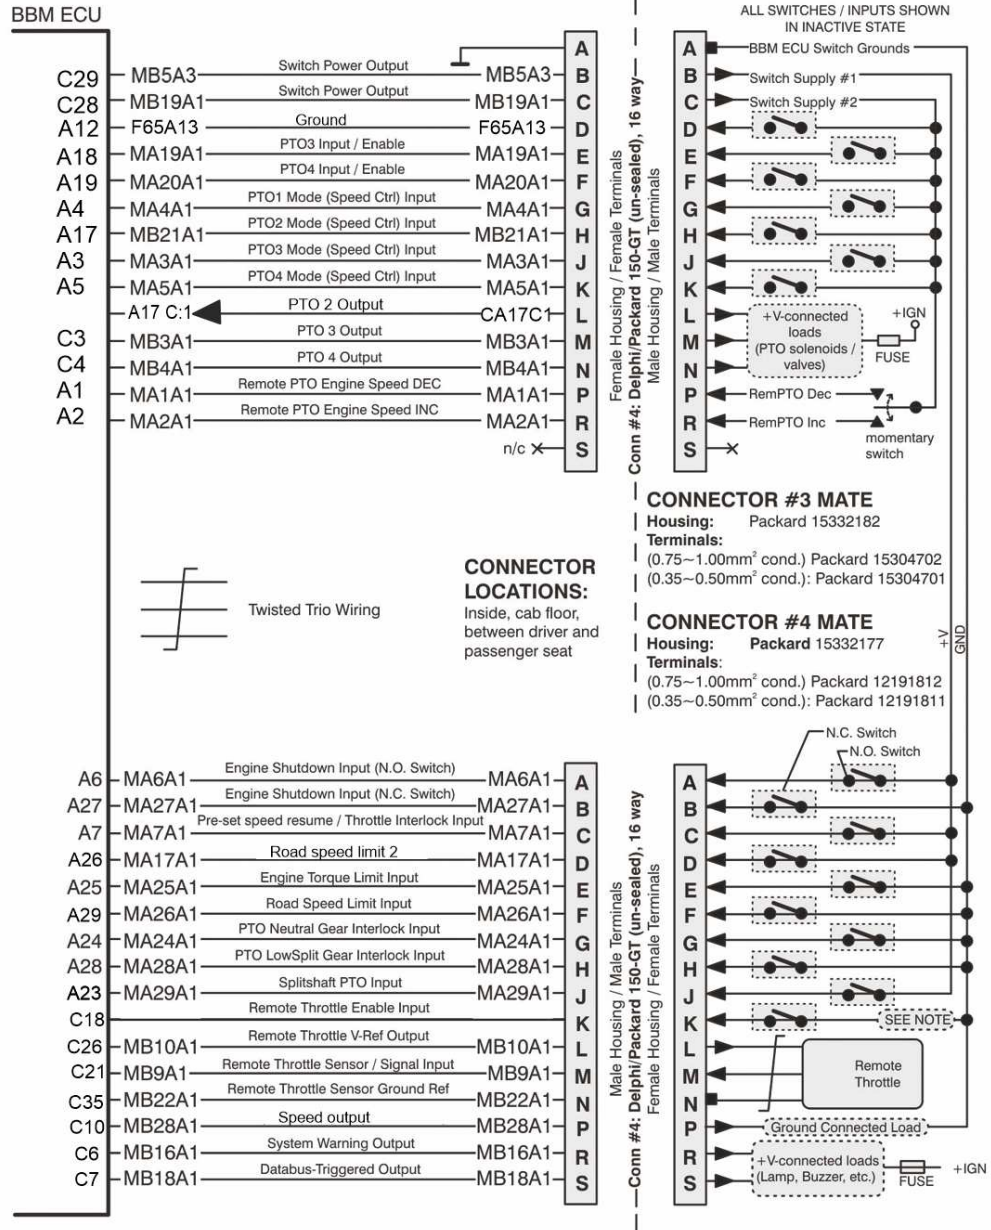 BBM ECU
ALL SWITCHES / INPUTS SHOWN
IN INACTIVE STATE
A A BBM ECU Switch Grounds
C29 MB5A3 Switch Power Output MB5A3 B B Switch Supply #1
C28 MB19A1 Switch Power Output MB19A1 C C Switch Supply #2
A12 F65A13 Ground F65A13 D D
A18 MA19A1 PTO3 Input / Enable MA19A1 E E
A19 MA20A1 PTO4 Input / Enable MA20A1 F F
A4 MA4A1 PTO1 Mode (Speed Ctrl) Input MA4A1 G G
A17 MB21A1 PTO2 Mode (Speed Ctrl) Input MB21A1 H H
A3 MA3A1 PTO3 Mode (Speed Ctrl) Input MA3A1 J J
A5 MA5A1 PTO4 Mode (Speed Ctrl) Input MA5A1 K K
A17 C:1 PTO 2 Output CA17C1 L L
C3 MB3A1 PTO 3 Output MB3A1 M M
C4 MB4A1 PTO 4 Output MB4A1 N N
A1 MA1A1 Remote PTO Engine Speed DEC MA1A1 P P RemPTO Dec
A2 MA2A1 Remote PTO Engine Speed INC MA2A1 R R RemPTO Inc
n/c S S
+V-connected
loads
(PTO solenoids /
valves)
+IGN
FUSE
momentary
switch
Female Housing / Female Terminals
Conn #4: Delphi/Packard 150-GT (un-sealed), 16 way
Male Housing / Male Terminals
CONNECTOR #3 MATE
Housing: Packard 15332182
Terminals:
(0.75~1.00mm² cond.) Packard 15304702
(0.35~0.50mm² cond.): Packard 15304701
CONNECTOR
LOCATIONS:
Inside, cab floor,
between driver and
passenger seat
Twisted Trio Wiring
CONNECTOR #4 MATE
Housing: Packard 15332177
Terminals:
(0.75~1.00mm² cond.) Packard 12191812
(0.35~0.50mm² cond.): Packard 12191811
+V
GND
N.C. Switch
N.O. Switch
A6 MA6A1 Engine Shutdown Input (N.O. Switch) MA6A1 A A
A27 MA27A1 Engine Shutdown Input (N.C. Switch) MA27A1 B B
A7 MA7A1 Pre-set speed resume / Throttle Interlock Input MA7A1 C C
A26 MA17A1 Road speed limit 2 MA17A1 D D
A25 MA25A1 Engine Torque Limit Input MA25A1 E E
A29 MA26A1 Road Speed Limit Input MA26A1 F F
A24 MA24A1 PTO Neutral Gear Interlock Input MA24A1 G G
A28 MA28A1 PTO LowSplit Gear Interlock Input MA28A1 H H
A23 MA29A1 Splitshaft PTO Input MA29A1 J J
C18 Remote Throttle Enable Input K K SEE NOTE
C26 MB10A1 Remote Throttle V-Ref Output MB10A1 L L
C21 MB9A1 Remote Throttle Sensor / Signal Input MB9A1 M M
C35 MB22A1 Remote Throttle Sensor Ground Ref MB22A1 N N
C10 MB28A1 Speed output MB28A1 P P Ground Connected Load
C6 MB16A1 System Warning Output MB16A1 R R
C7 MB18A1 Databus-Triggered Output MB18A1 S S
Remote
Throttle
+V-connected loads
(Lamp, Buzzer, etc.)
FUSE
+IGN
Male Housing / Male Terminals
Conn #4: Delphi/Packard 150-GT (un-sealed), 16 way
Female Housing / Female Terminals